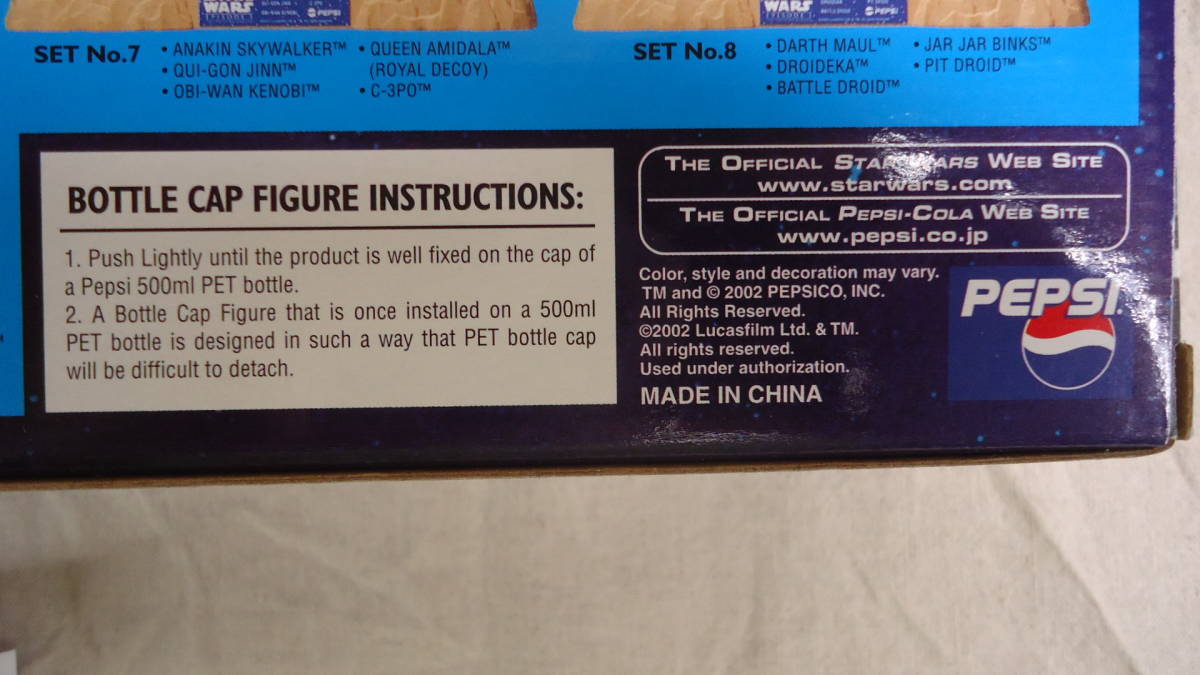 WARS
EPISODE I
PEPSI
WARS
PEPSI
SET No.7
• ANAKIN SKYWALKER™
• QUI-GON JINN™
• OBI-WAN KENOBI™
• QUEEN AMIDALA™
(ROYAL DECOY)
• C-3PO™
SET No.8
• DARTH MAUL™
• DROIDEKA™
• BATTLE DROID™
• JAR JAR BINKS™
• PIT DROID™
BOTTLE CAP FIGURE INSTRUCTIONS:
1. Push Lightly until the product is well fixed on the cap of
a Pepsi 500ml PET bottle.
2. A Bottle Cap Figure that is once installed on a 500ml
PET bottle is designed in such a way that PET bottle cap
will be difficult to detach.
THE OFFICIAL STAR WARS WEB SITE
www.starwars.com
THE OFFICIAL PEPSI-COLA WEB SITE
www.pepsi.co.jp
Color, style and decoration may vary.
TM and © 2002 PEPSICO, INC.
All Rights Reserved.
©2002 Lucasfilm Ltd. & TM.
All rights reserved.
Used under authorization.
MADE IN CHINA
PEPSI